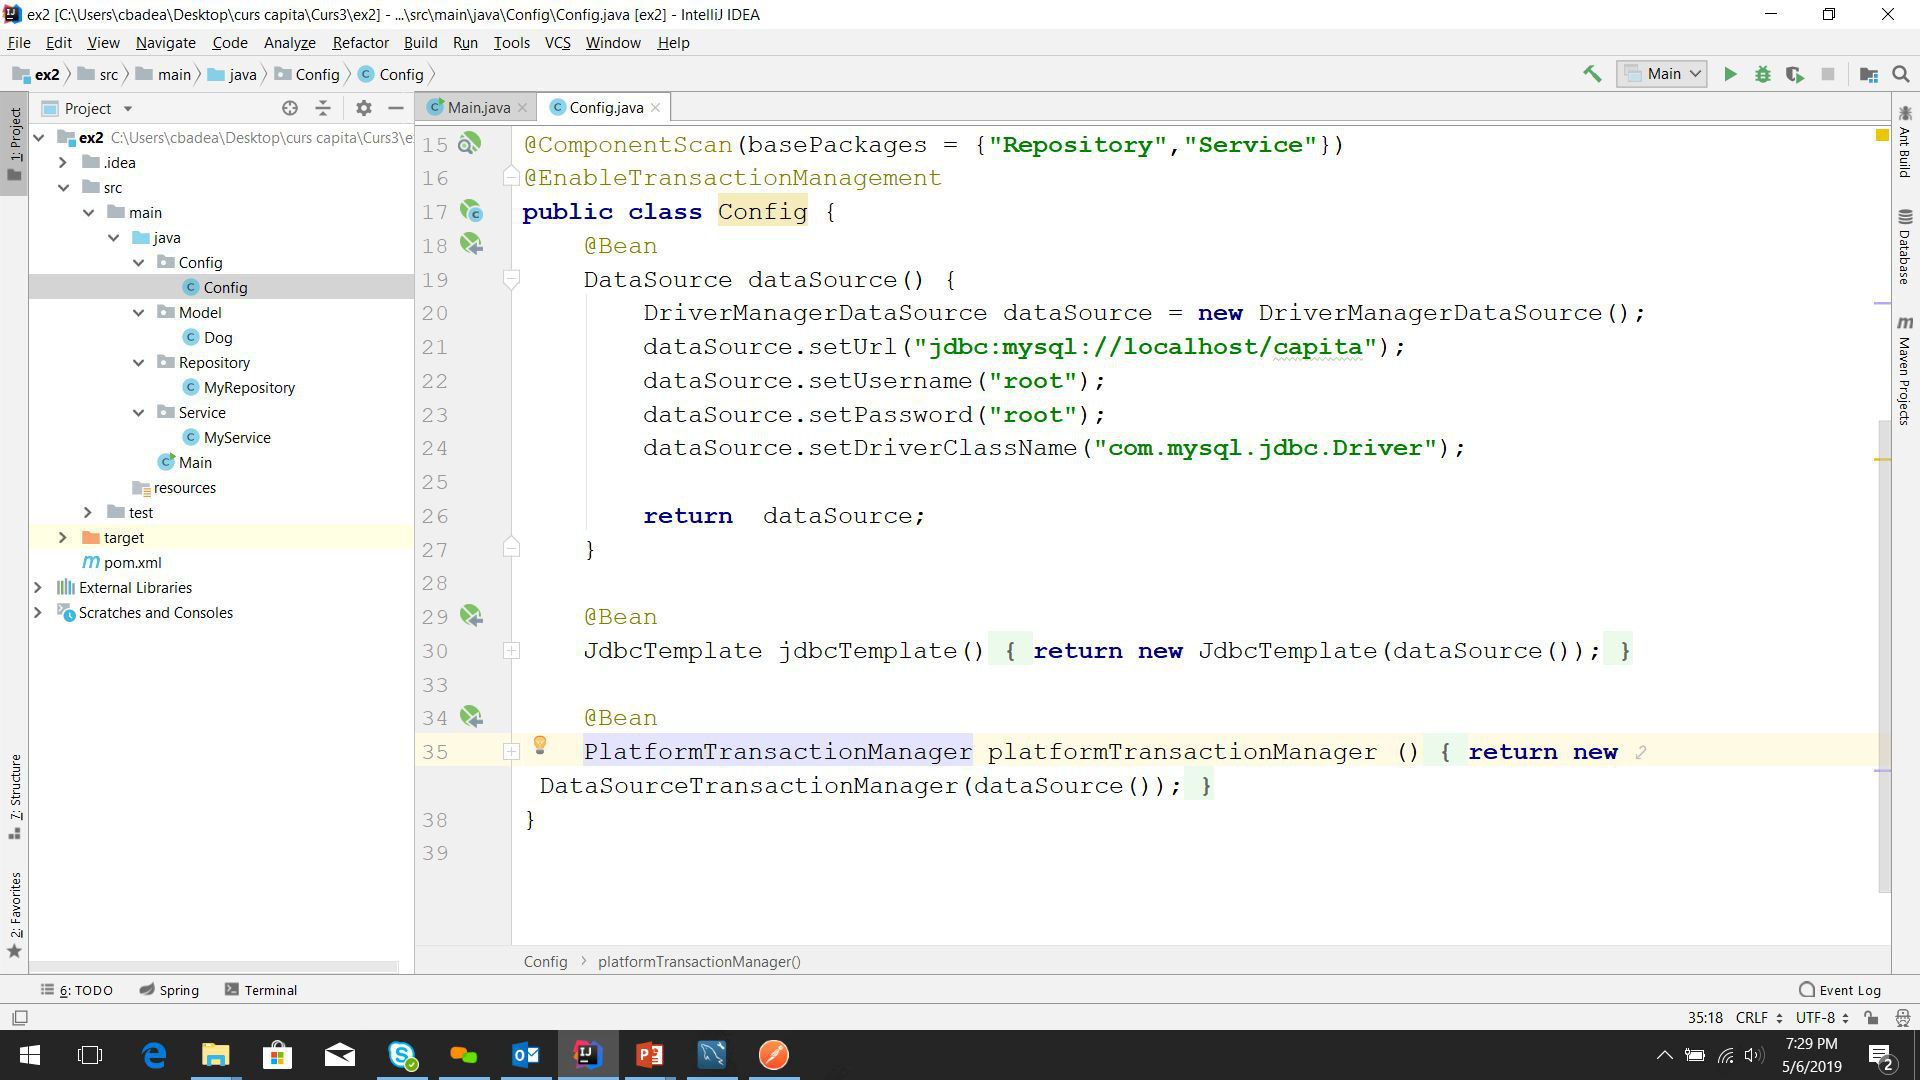 ex2 [C:\Users\cbadea\Desktop\curs capita\Curs3\ex2] - ...\src\main\java\Config\Config.java [ex2] - IntelliJ IDEA
File Edit View Navigate Code Analyze Refactor Build Run Tools VCS Window Help
ex2 src main java Config Config
Main
Project
Main.java
Config.java
1: Project
7: Structure
2: Favorites
ex2 C:\Users\cbadea\Desktop\curs capita\Curs3\e
.idea
src
main
java
Config
Config
Model
Dog
Repository
MyRepository
Service
MyService
Main
resources
test
target
pom.xml
External Libraries
Scratches and Consoles
15 @ComponentScan(basePackages = {"Repository","Service"})
16 @EnableTransactionManagement
17 public class Config {
18 @Bean
19 DataSource dataSource() {
20 DriverManagerDataSource dataSource = new DriverManagerDataSource();
21 dataSource.setUrl("jdbc:mysql://localhost/capita");
22 dataSource.setUsername("root");
23 dataSource.setPassword("root");
24 dataSource.setDriverClassName("com.mysql.jdbc.Driver");
25
26 return dataSource;
27 }
28
29 @Bean
30 JdbcTemplate jdbcTemplate() { return new JdbcTemplate(dataSource()); }
33
34 @Bean
35 PlatformTransactionManager platformTransactionManager () { return new
DataSourceTransactionManager(dataSource()); }
38 }
39
Config platformTransactionManager()
Ant Build
Database
Maven Projects
6: TODO Spring Terminal Event Log
35:18 CRLF UTF-8
7:29 PM
5/6/2019
2